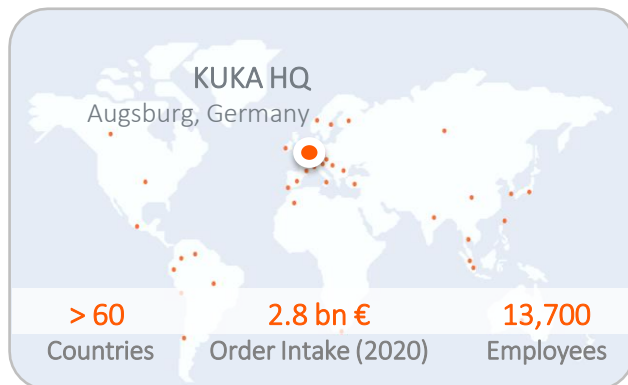 KUKA HQ
Augsburg, Germany
> 60
2.8 bn €
13,700
Countries
Order Intake (2020)
Employees